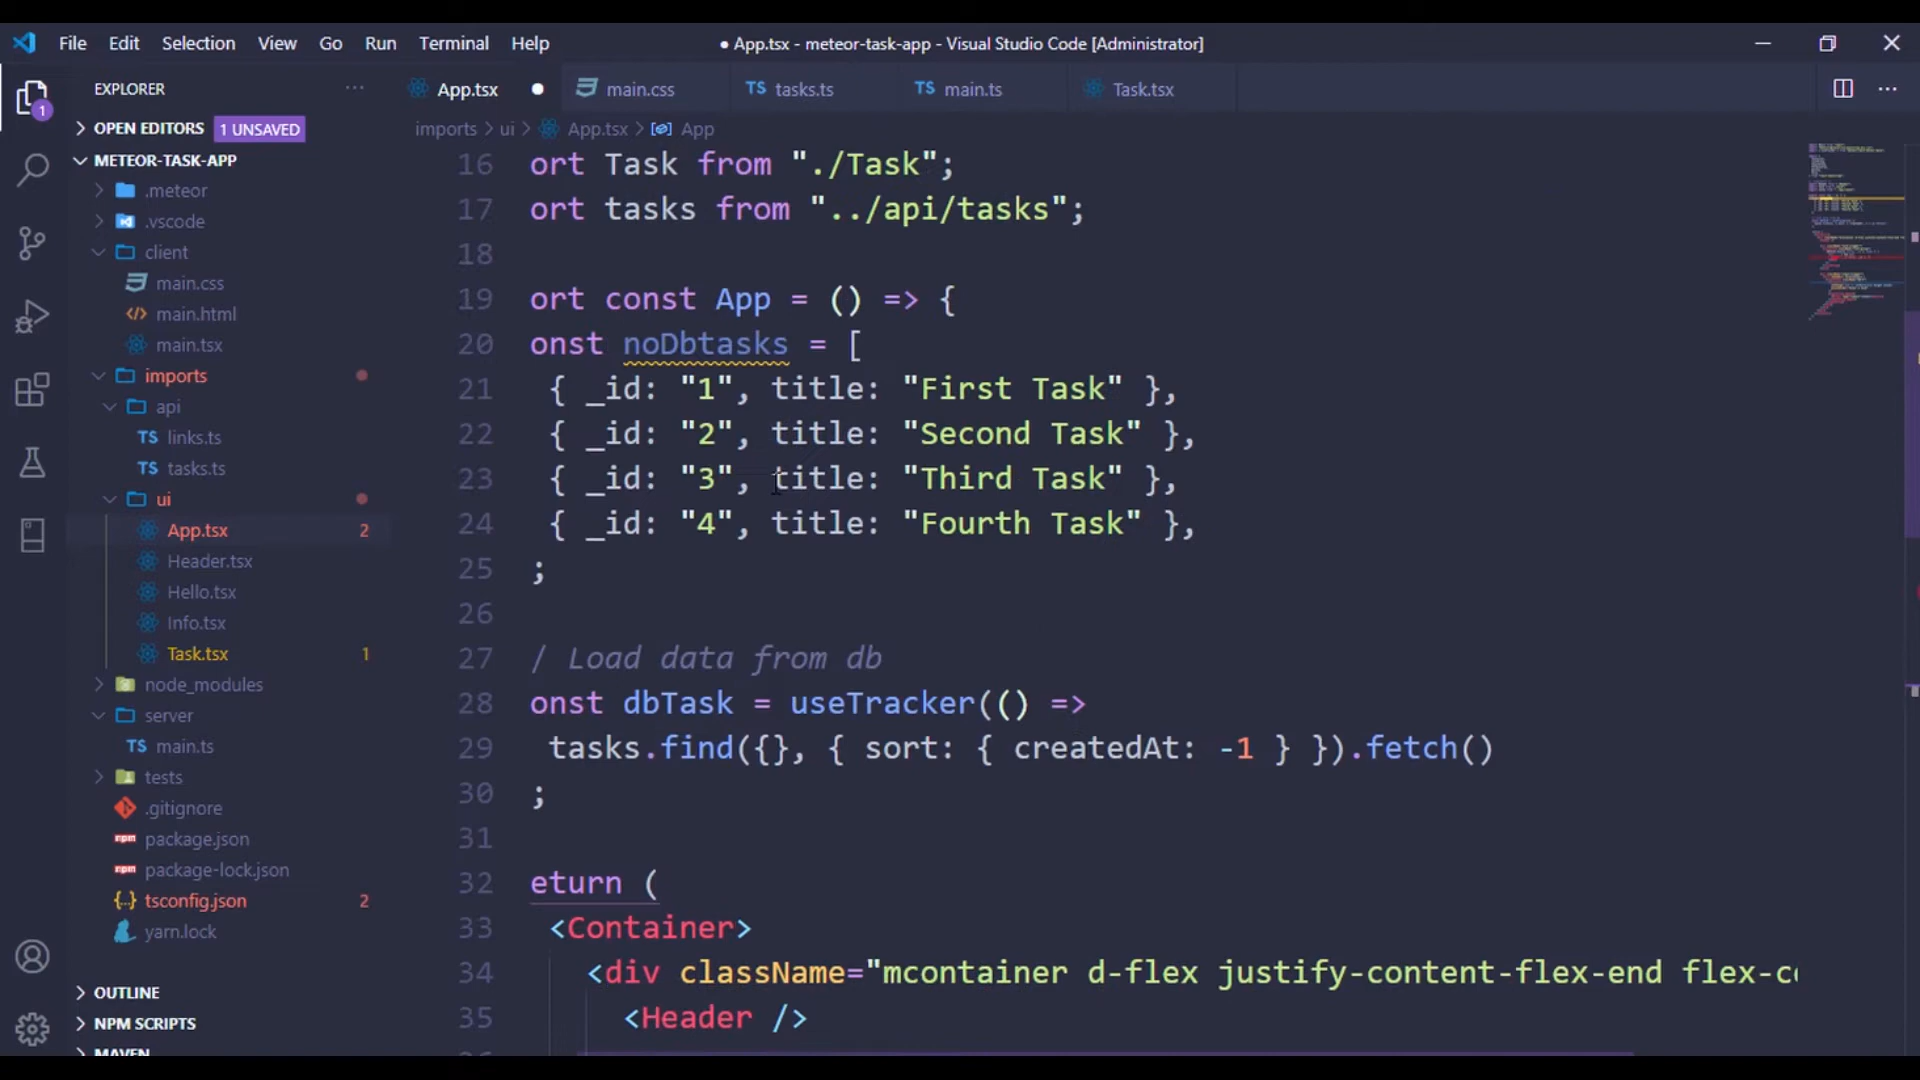 File Edit Selection View Go Run Terminal Help
● App.tsx - meteor-task-app - Visual Studio Code [Administrator]
EXPLORER
App.tsx
main.css
TS tasks.ts
TS main.ts
Task.tsx
1
OPEN EDITORS 1 UNSAVED
METEOR-TASK-APP
.meteor
.vscode
client
main.css
main.html
main.tsx
imports
api
TS links.ts
TS tasks.ts
ui
App.tsx 2
Header.tsx
Hello.tsx
Info.tsx
Task.tsx 1
node_modules
server
TS main.ts
tests
.gitignore
package.json
package-lock.json
tsconfig.json 2
yarn.lock
OUTLINE
NPM SCRIPTS
MAVEN
imports > ui > App.tsx > App
16 ort Task from "./Task";
17 ort tasks from "../api/tasks";
18
19 ort const App = () => {
20 onst noDbtasks = [
21 { _id: "1", title: "First Task" },
22 { _id: "2", title: "Second Task" },
23 { _id: "3", title: "Third Task" },
24 { _id: "4", title: "Fourth Task" },
25 ;
26
27 / Load data from db
28 onst dbTask = useTracker(() =>
29 tasks.find({}, { sort: { createdAt: -1 } }).fetch()
30 ;
31
32 eturn (
33 <Container>
34 <div className="mcontainer d-flex justify-content-flex-end flex-c
35 <Header />